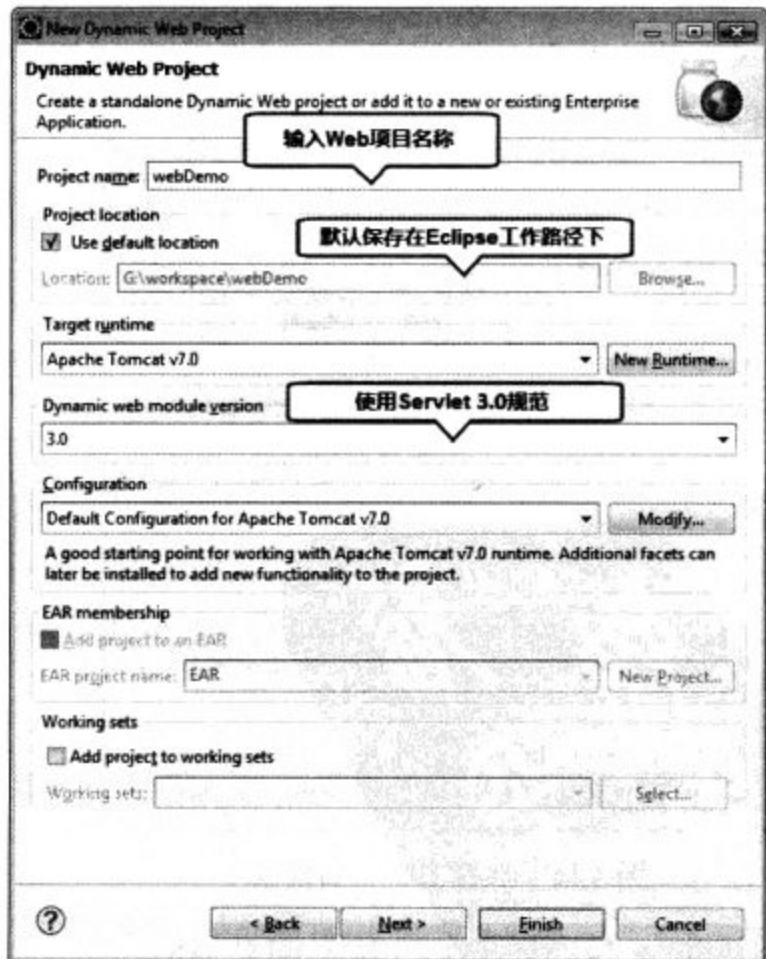 New Dynamic Web Project
Dynamic Web Project
Create a standalone Dynamic Web project or add it to a new or existing Enterprise
Application.
输入Web项目名称
Project name: webDemo
Project location
Use default location
默认保存在Eclipse工作路径下
Location: G:\workspace\webDemo Browse...
Target runtime
Apache Tomcat v7.0 New Runtime...
Dynamic web module version
使用Servlet 3.0规范
3.0
Configuration
Default Configuration for Apache Tomcat v7.0 Modify...
A good starting point for working with Apache Tomcat v7.0 runtime. Additional facets can
later be installed to add new functionality to the project.
EAR membership
Add project to an EAR
EAR project name: EAR New Project...
Working sets
Add project to working sets
Working sets: Select...
? < Back Next > Finish Cancel